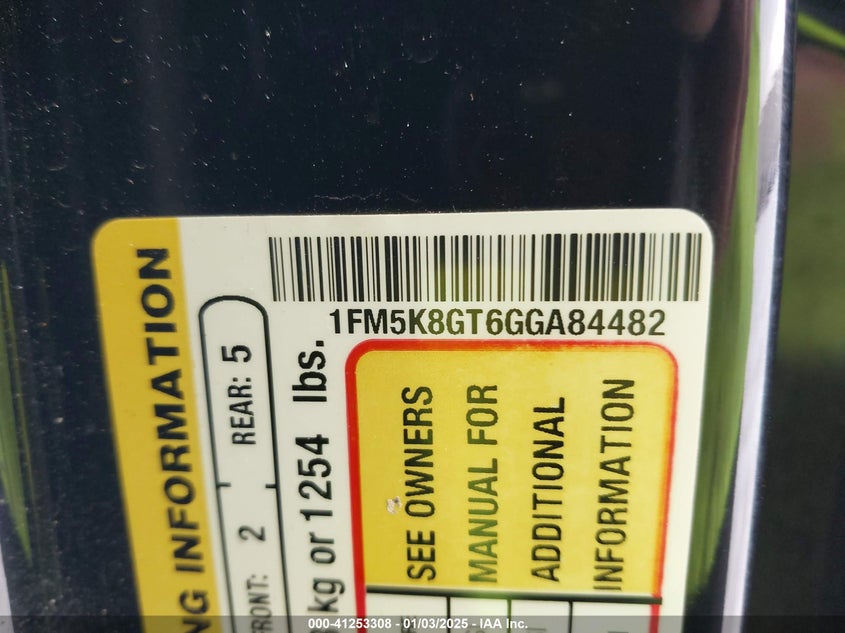 1FM5K8GT6GGA84482
NG INFORMATION
FRONT: 2 REAR: 5
kg or 1254 lbs.
SEE OWNERS
MANUAL FOR
ADDITIONAL
INFORMATION
000-41253308 - 01/03/2025 - IAA Inc.